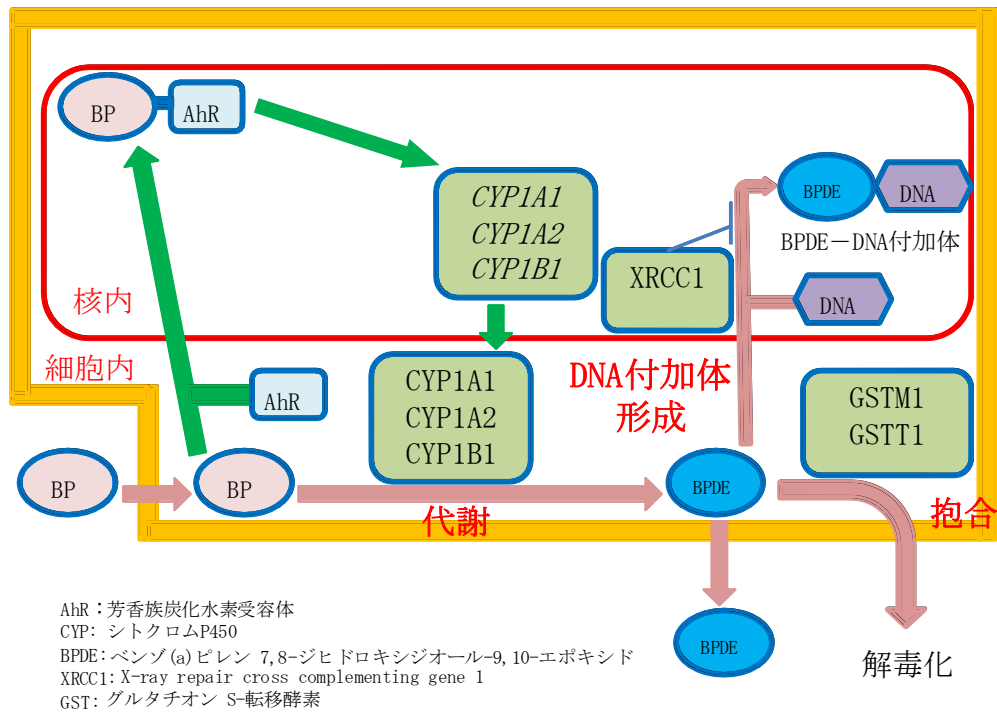 BP
AhR
CYP1A1
CYP1A2
CYP1B1
XRCC1
BPDE
DNA
BPDE－DNA付加体
DNA
核内
細胞内
AhR
CYP1A1
CYP1A2
CYP1B1
DNA付加体
形成
GSTM1
GSTT1
BP
BP
BPDE
代謝
抱合
BPDE
解毒化
AhR：芳香族炭化水素受容体
CYP: シトクロムP450
BPDE:ベンゾ(a)ピレン 7,8-ジヒドロキシジオール-9,10-エポキシド
XRCC1: X-ray repair cross complementing gene 1
GST: グルタチオン S-転移酵素